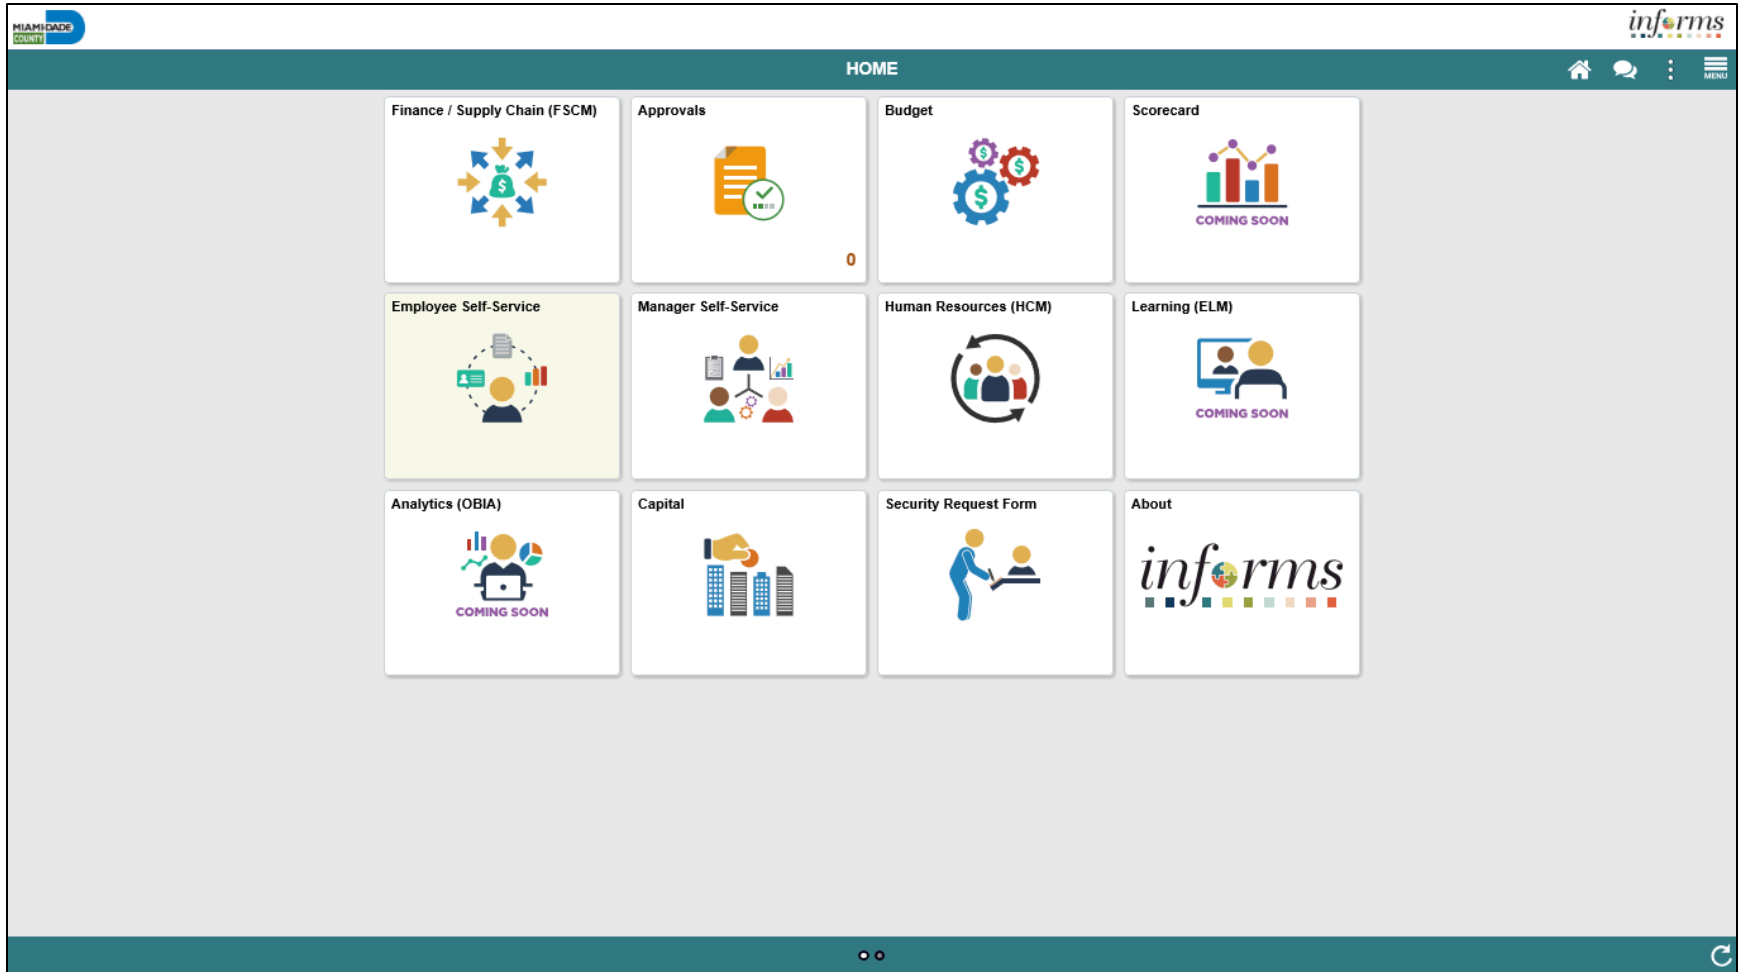 MIAMI-DADE
COUNTY
informs
HOME
MENU
Finance / Supply Chain (FSCM)
Approvals
0
Budget
Scorecard
COMING SOON
Employee Self-Service
Manager Self-Service
Human Resources (HCM)
Learning (ELM)
COMING SOON
Analytics (OBIA)
COMING SOON
Capital
Security Request Form
About
informs